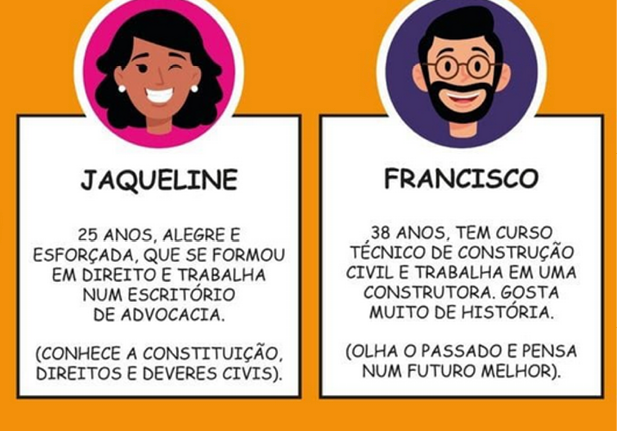 JAQUELINE
25 ANOS, ALEGRE E
ESFORÇADA, QUE SE FORMOU
EM DIREITO E TRABALHA
NUM ESCRITÓRIO
DE ADVOCACIA.
(CONHECE A CONSTITUIÇÃO,
DIREITOS E DEVERES CIVIS).
FRANCISCO
38 ANOS, TEM CURSO
TÉCNICO DE CONSTRUÇÃO
CIVIL E TRABALHA EM UMA
CONSTRUTORA. GOSTA
MUITO DE HISTÓRIA.
(OLHA O PASSADO E PENSA
NUM FUTURO MELHOR).